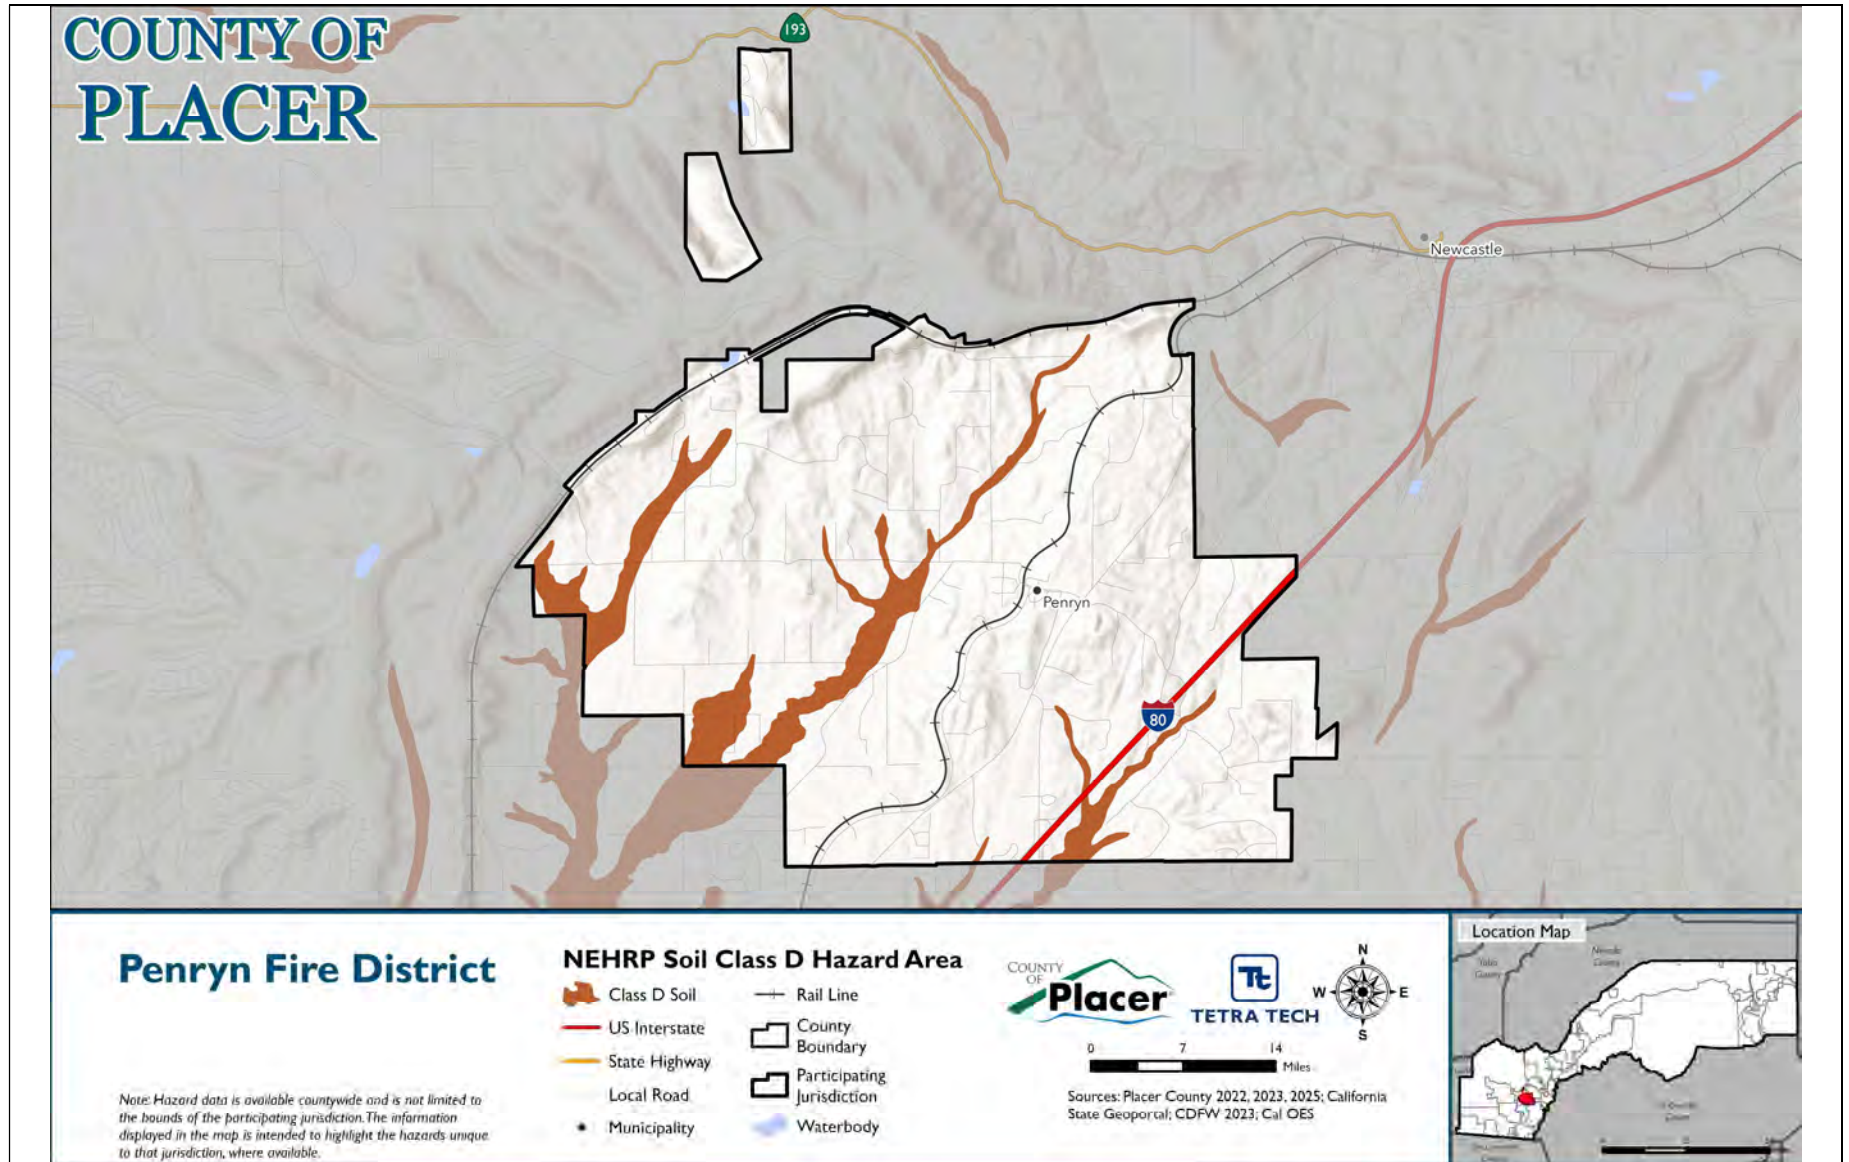 COUNTY OF
PLACER
193
Newcastle
Penryn
80
Penryn Fire District
Note: Hazard data is available countywide and is not limited to
the bounds of the participating jurisdiction. The information
displayed in the map is intended to highlight the hazards unique
to that jurisdiction, where available.
NEHRP Soil Class D Hazard Area
Class D Soil
US Interstate
State Highway
Local Road
Municipality
Rail Line
County
Boundary
Participating
Jurisdiction
Waterbody
COUNTY
OF
Placer
Tt
TETRA TECH
N
W
E
S
0 7 14
Miles
Sources: Placer County 2022, 2023, 2025; California
State Geoportal; CDFW 2023; Cal OES
Location Map
Nevada
County
County